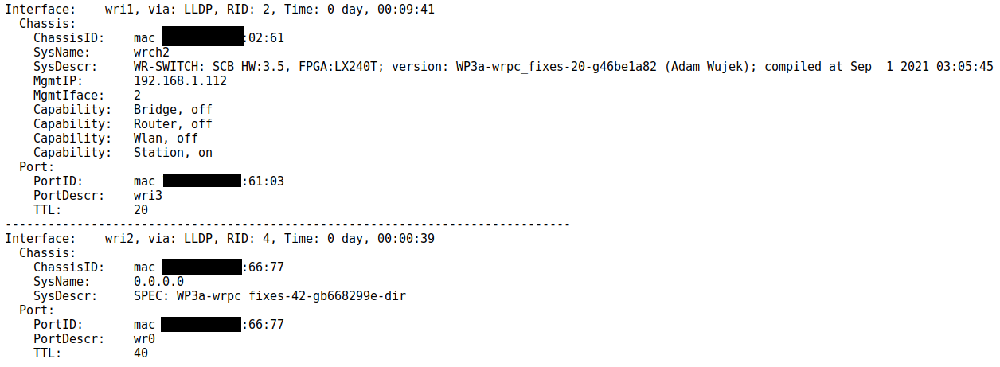 Interface:    wri1, via: LLDP, RID: 2, Time: 0 day, 00:09:41
  Chassis:
    ChassisID:    mac :02:61
    SysName:      wrch2
    SysDescr:     WR-SWITCH: SCB HW:3.5, FPGA:LX240T; version: WP3a-wrpc_fixes-20-g46be1a82 (Adam Wujek); compiled at Sep  1 2021 03:05:45
    MgmtIP:       192.168.1.112
    MgmtIface:    2
    Capability:   Bridge, off
    Capability:   Router, off
    Capability:   Wlan, off
    Capability:   Station, on
  Port:
    PortID:       mac :61:03
    PortDescr:    wri3
    TTL:          20
-------------------------------------------------------------------------------
Interface:    wri2, via: LLDP, RID: 4, Time: 0 day, 00:00:39
  Chassis:
    ChassisID:    mac :66:77
    SysName:      0.0.0.0
    SysDescr:     SPEC: WP3a-wrpc_fixes-42-gb668299e-dir
  Port:
    PortID:       mac :66:77
    PortDescr:    wr0
    TTL:          40